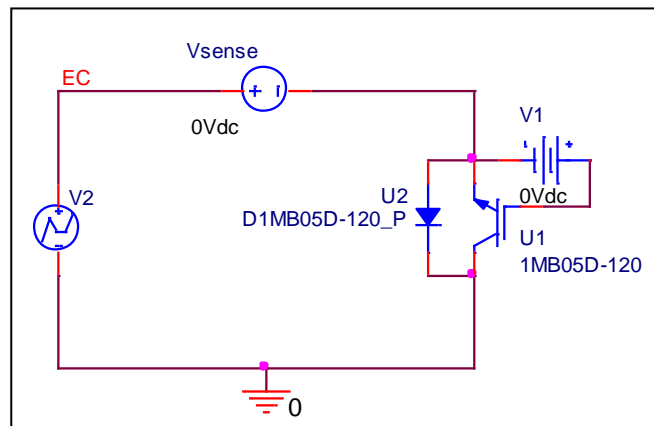 Vsense
EC
0Vdc
V1
V2
0Vdc
U2
D1MB05D-120_P
U1
1MB05D-120
0